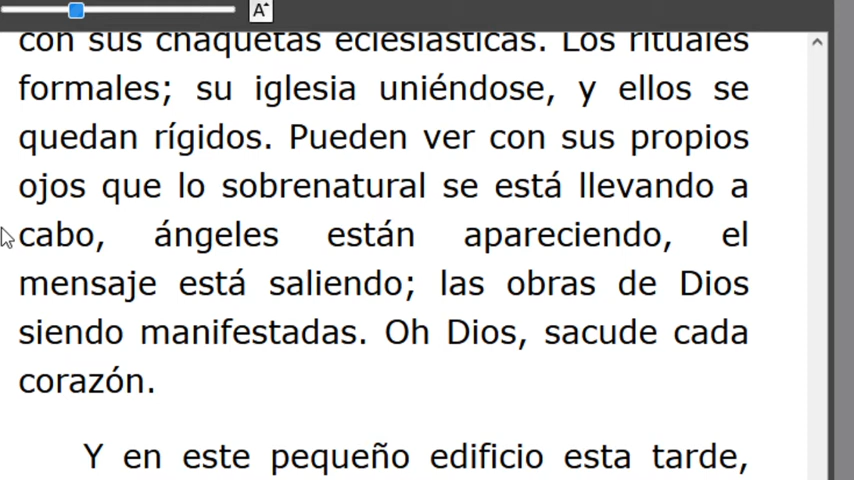 A
con sus chaquetas eclesiásticas. Los rituales
formales; su iglesia uniéndose, y ellos se
quedan rígidos. Pueden ver con sus propios
ojos que lo sobrenatural se está llevando a
cabo, ángeles están apareciendo, el
mensaje está saliendo; las obras de Dios
siendo manifestadas. Oh Dios, sacude cada
corazón.
Y en este pequeño edificio esta tarde,